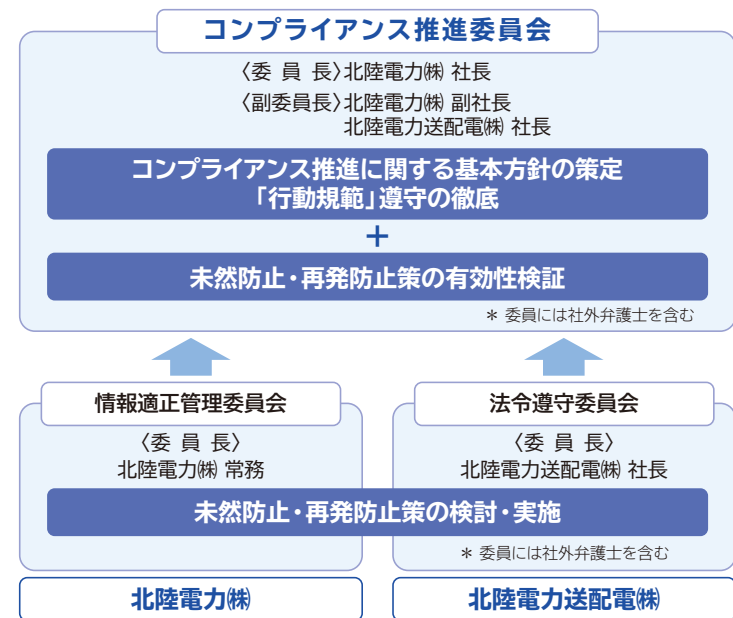 コンプライアンス推進委員会
〈委 員 長〉北陸電力㈱ 社長
〈副委員長〉北陸電力㈱ 副社長
北陸電力送配電㈱ 社長
コンプライアンス推進に関する基本方針の策定
「行動規範」遵守の徹底
＋
未然防止・再発防止策の有効性検証
＊ 委員には社外弁護士を含む
情報適正管理委員会
〈委 員 長〉
北陸電力㈱ 常務
法令遵守委員会
〈委 員 長〉
北陸電力送配電㈱ 社長
未然防止・再発防止策の検討・実施
＊ 委員には社外弁護士を含む
北陸電力㈱
北陸電力送配電㈱